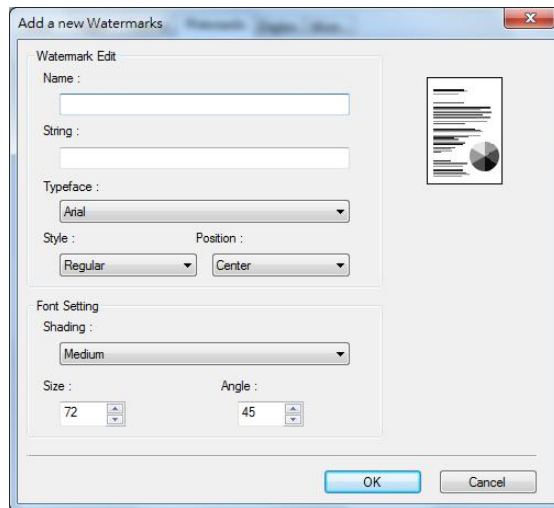 Add a new Watermarks
Watermark Edit
Name :
String :
Typeface :
Arial
Style : Position :
Regular Center
Font Setting
Shading :
Medium
Size : Angle :
72 45
OK Cancel